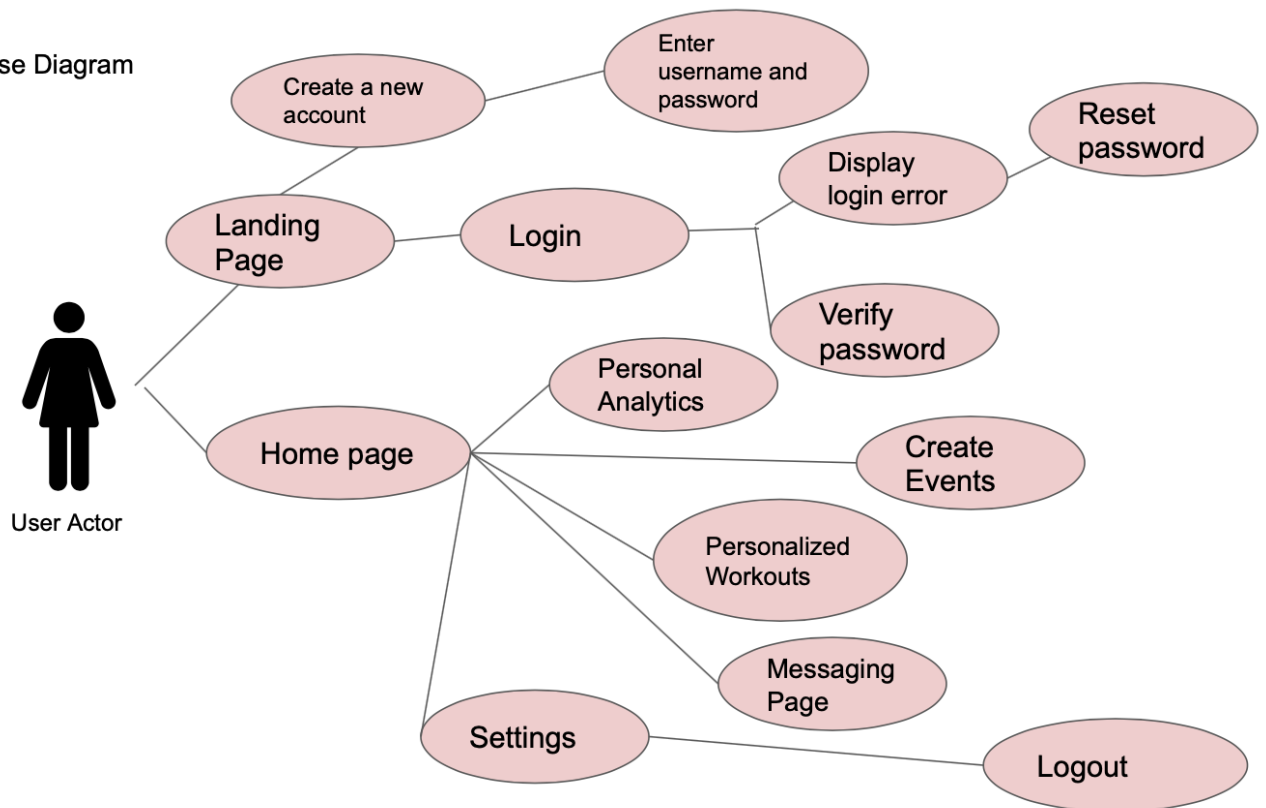 se Diagram
Enter
username and
password
Create a new
account
Reset
password
Display
login error
Landing
Page
Login
Verify
password
Personal
Analytics
Home page
Create
Events
User Actor
Personalized
Workouts
Messaging
Page
Settings
Logout